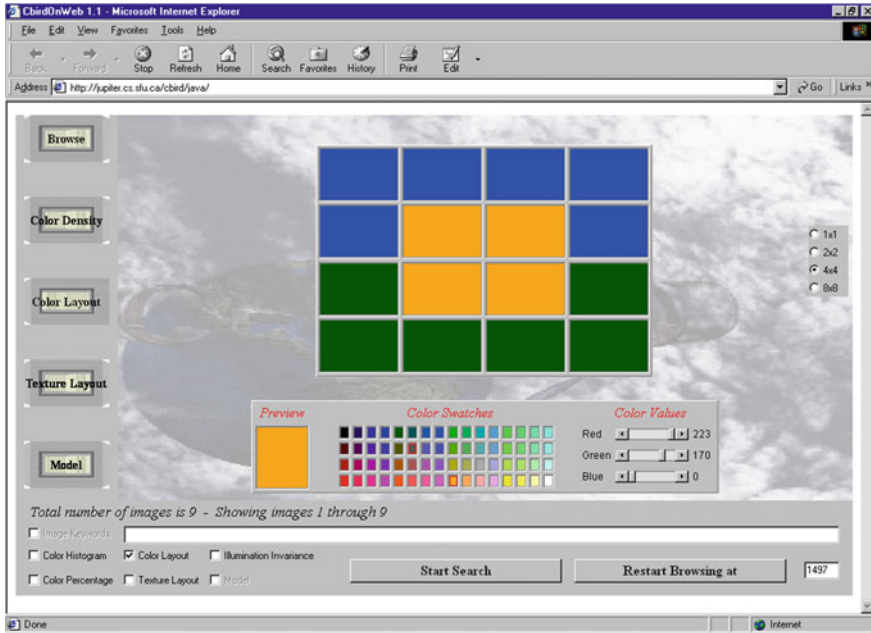 CbirdOnWeb 1.1 - Microsoft Internet Explorer
File Edit View Favorites Tools Help
Back Forward Stop Refresh Home Search Favorites History Print Edit
Address http://jupiter.cs.sfu.ca/cbird/java/ Go Links »
Browse
Color Density
1x1
2x2
4x4
8x8
Color Layout
Texture Layout
Preview Color Swatches Color Values
Red 223
Green 170
Blue 0
Model
Total number of images is 9 - Showing images 1 through 9
Image Keywords:
Color Histogram Color Layout Illumination Invariance
Color Percentage Texture Layout Model
Start Search Restart Browsing at 1497
Done Internet